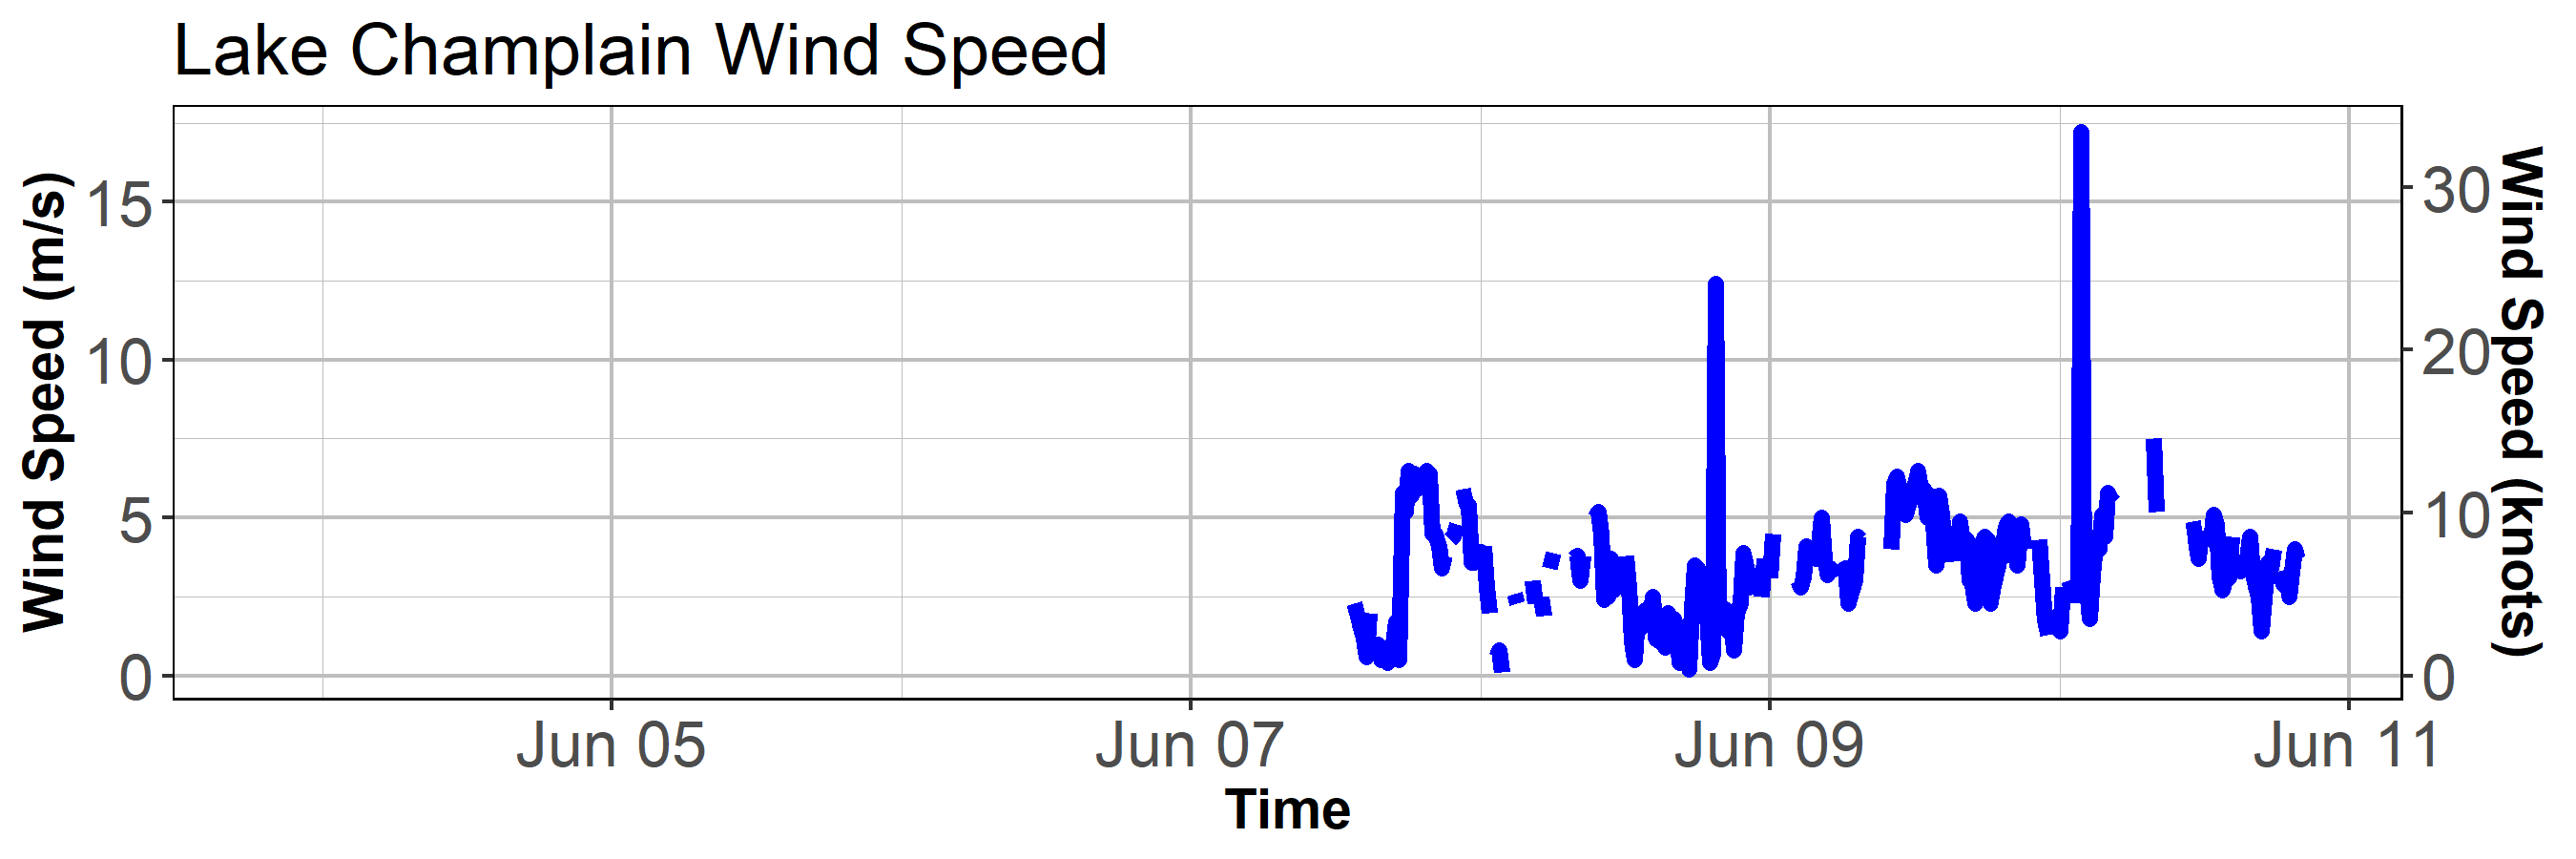 Lake Champlain Wind Speed
Wind Speed (m/s)
15
10
5
0
30
20
10
0
Wind Speed (knots)
Jun 05
Jun 07
Jun 09
Jun 11
Time